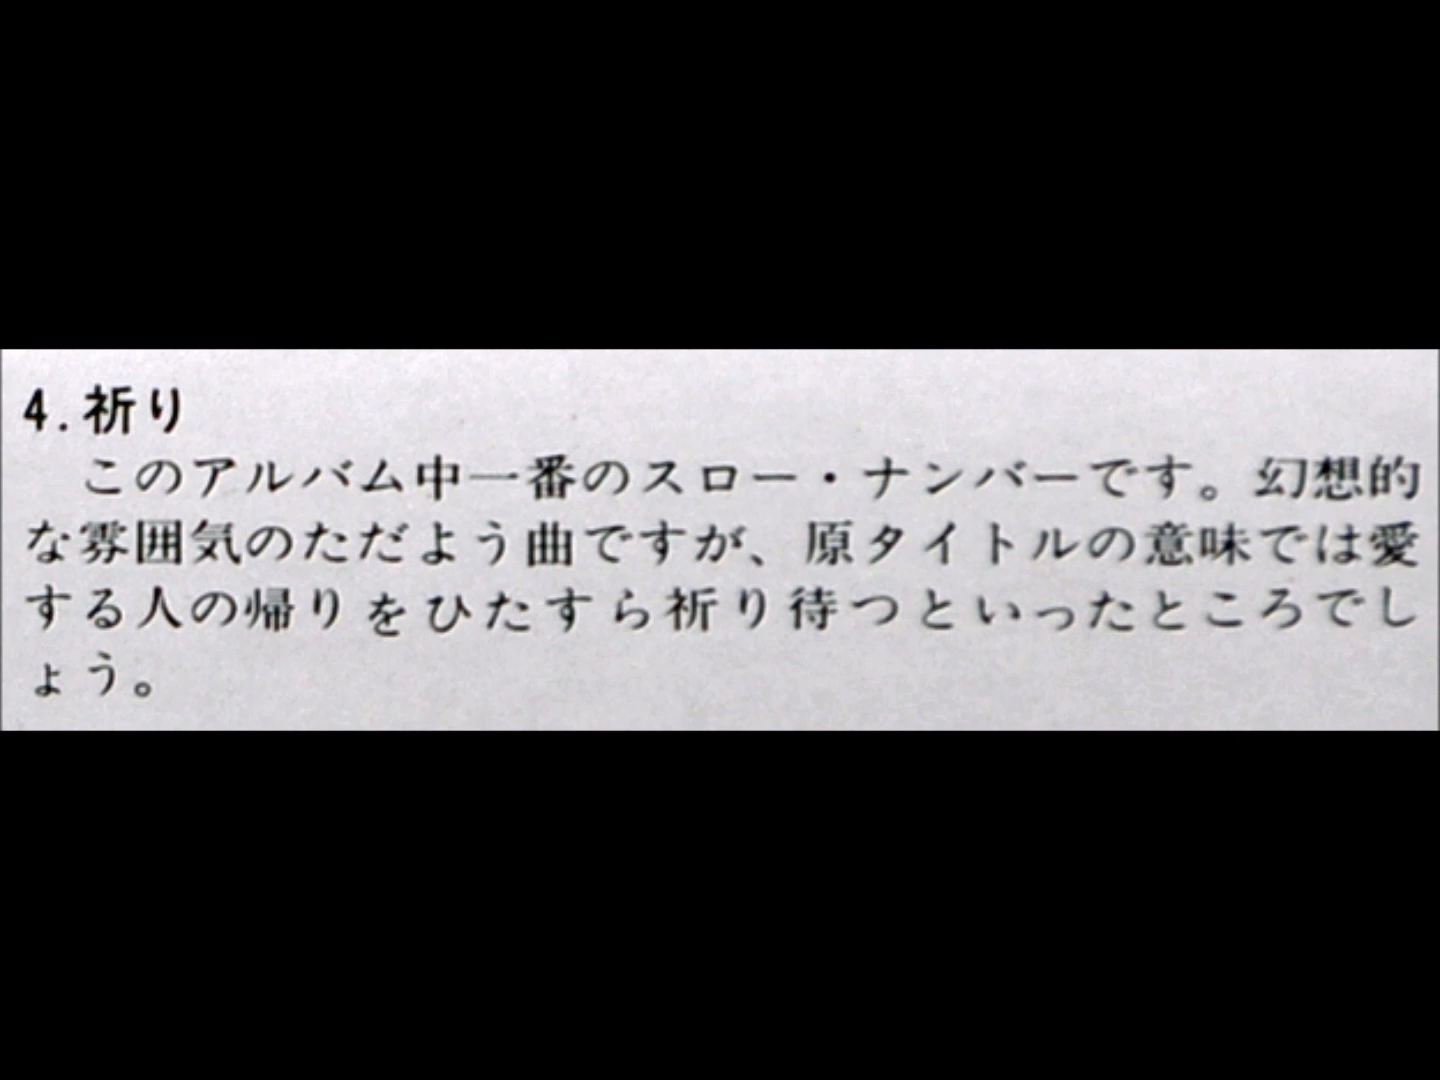 4.祈り
このアルバム中一番のスロー・ナンバーです。幻想的
な雰囲気のただよう曲ですが、原タイトルの意味では愛
する人の帰りをひたすら祈り待つといったところでし
ょう。